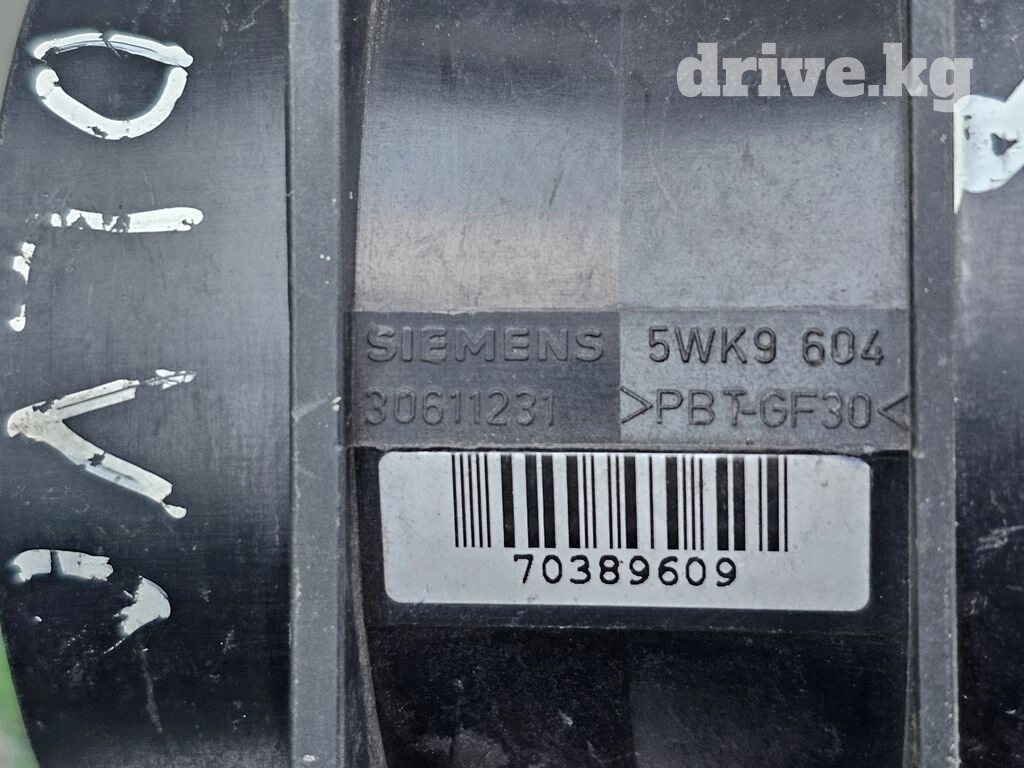 drive.kg
SIEMENS 5WK9 604
30611231 >PBT-GF30<
70389609